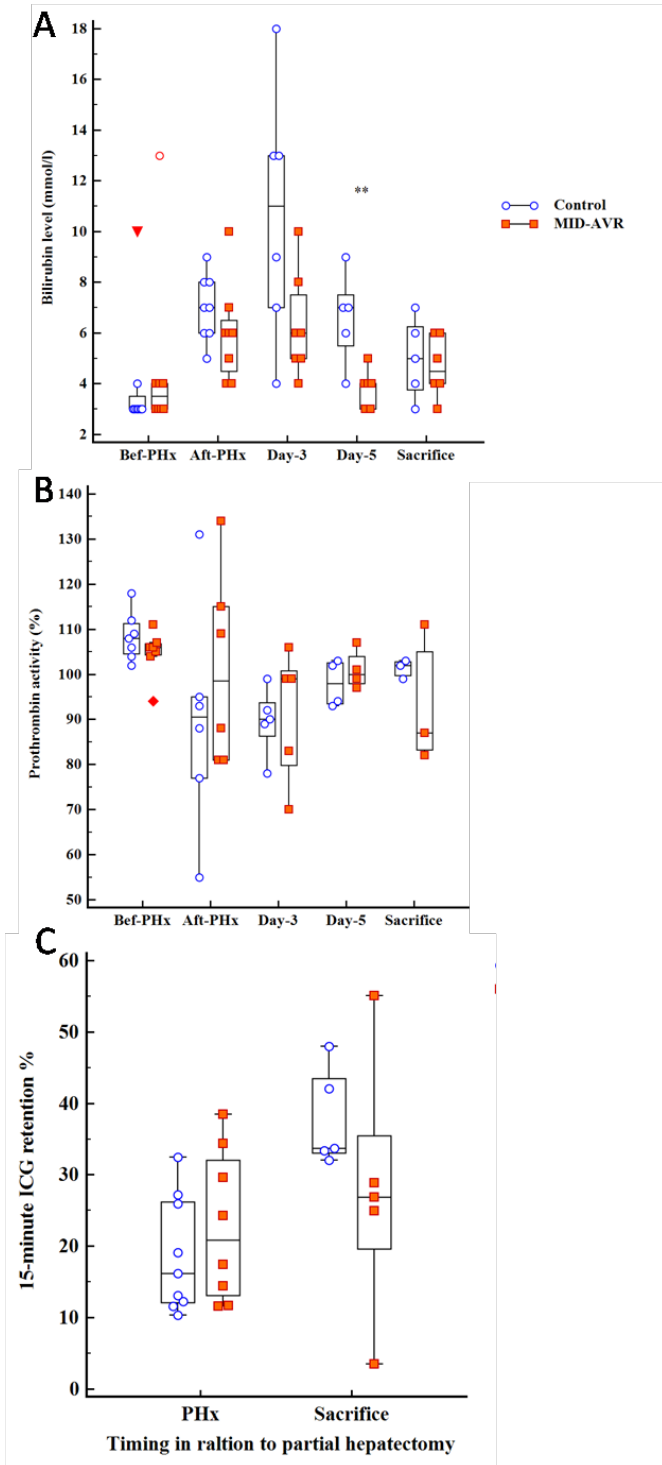 A
18
16
14
12
10
8
6
4
2
Bilirubin level (mmol/l)
**
Control
MID-AVR
Bef-PHx Aft-PHx Day-3 Day-5 Sacrifice
B
140
130
120
110
100
90
80
70
60
50
Prothrombin activity (%)
Bef-PHx Aft-PHx Day-3 Day-5 Sacrifice
C
60
50
40
30
20
10
0
15-minute ICG retention %
PHx Sacrifice
Timing in raltion to partial hepatectomy